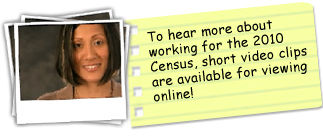 To hear more about
working for the 2010
Census, short video clips
are available for viewing
online!